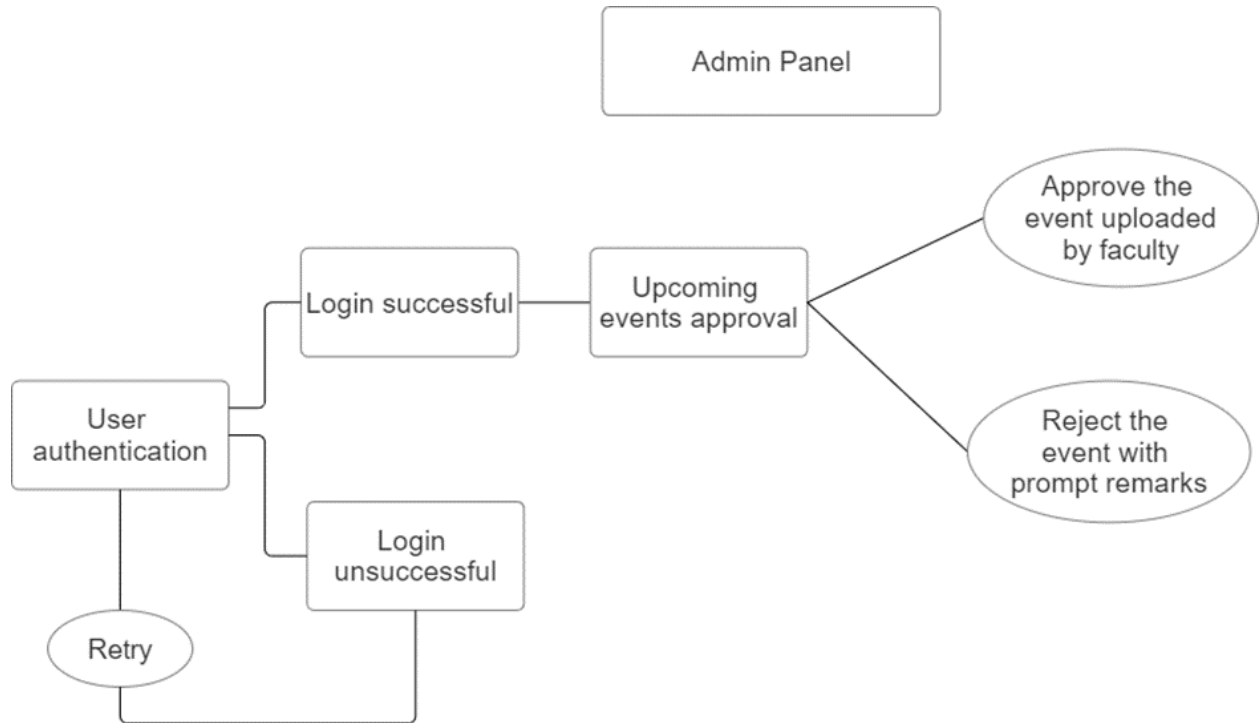 Admin Panel
Approve the
event uploaded
by faculty
Login successful
Upcoming
events approval
User
authentication
Reject the
event with
prompt remarks
Login
unsuccessful
Retry